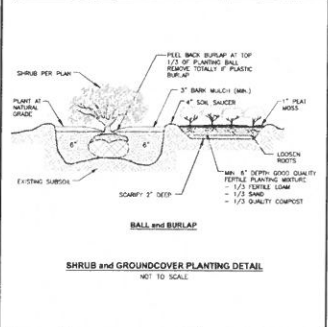 PEEL BACK BURLAP AT TOP
1/3 OF PLANTING BALL
REMOVE TOTALLY IF PLASTIC
BURLAP
SHRUB PER PLAN
3" BARK MULCH (MIN.)
PLANT AT
NATURAL
GRADE
4" SOIL SAUCER
1" PEAT
MOSS
6"
6"
LOOSEN
ROOTS
EXISTING SUBSOIL
SCARIFY 2" DEEP
MIN 6" DEPTH GOOD QUALITY
FERTILE PLANTING MIXTURE
- 1/3 FERTILE LOAM
- 1/3 SAND
- 1/3 QUALITY COMPOST
BALL and BURLAP
SHRUB and GROUNDCOVER PLANTING DETAIL
NOT TO SCALE